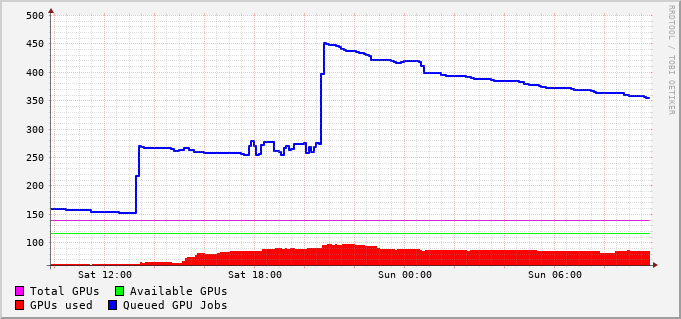 500
450
400
350
300
250
200
150
100
Sat 12:00 Sat 18:00 Sun 00:00 Sun 06:00
Total GPUs Available GPUs
GPUs used Queued GPU Jobs
RRDTOOL / TOBI OETIKER